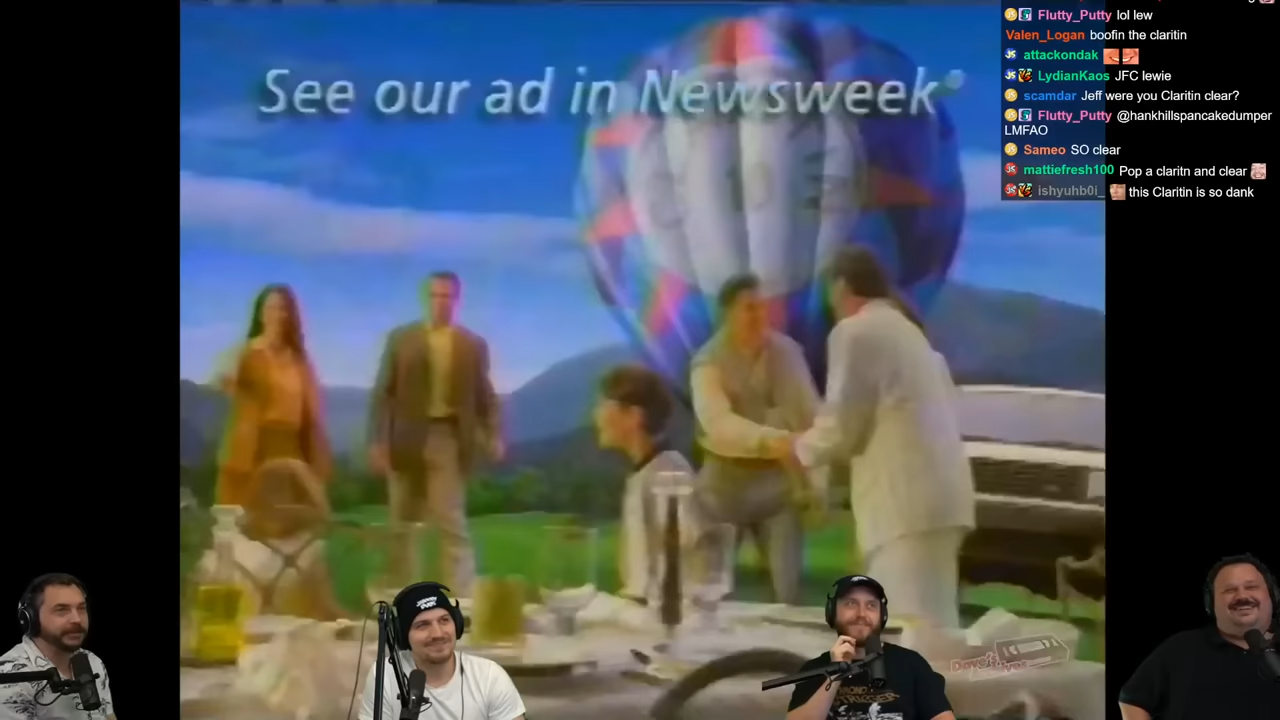 See our ad in Newsweek
Flutty_Putty lol lew
Valen_Logan boofin the claritin
attackondak
LydianKaos JFC lewie
scamdar Jeff were you Claritin clear?
Flutty_Putty @hankhillspancakedumper
LMFAO
Sameo SO clear
mattiefresh100 Pop a claritn and clear
ishyuhb0i_ this Claritin is so dank
Dave's
Archives